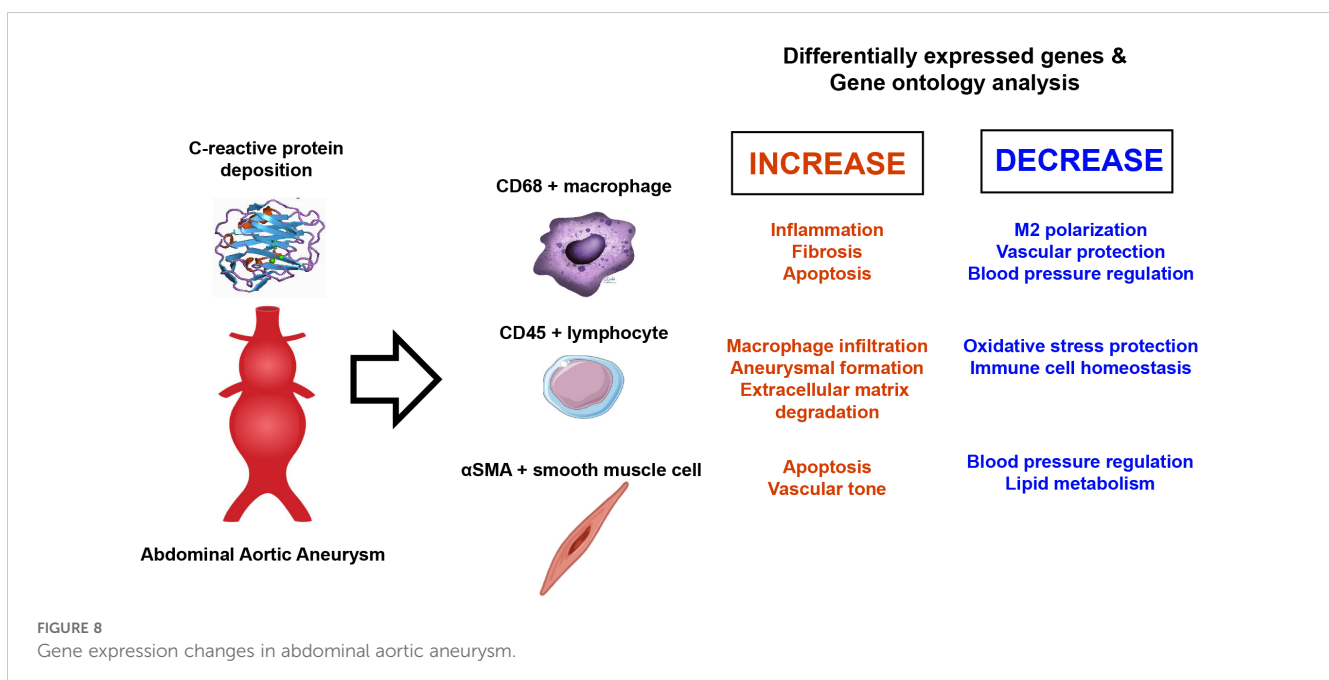 Differentially expressed genes &
Gene ontology analysis
C-reactive protein
deposition
Abdominal Aortic Aneurysm
INCREASE
DECREASE
CD68 + macrophage
Inflammation
Fibrosis
Apoptosis
M2 polarization
Vascular protection
Blood pressure regulation
CD45 + lymphocyte
Macrophage infiltration
Aneurysmal formation
Extracellular matrix
degradation
Oxidative stress protection
Immune cell homeostasis
αSMA + smooth muscle cell
Apoptosis
Vascular tone
Blood pressure regulation
Lipid metabolism
FIGURE 8
Gene expression changes in abdominal aortic aneurysm.